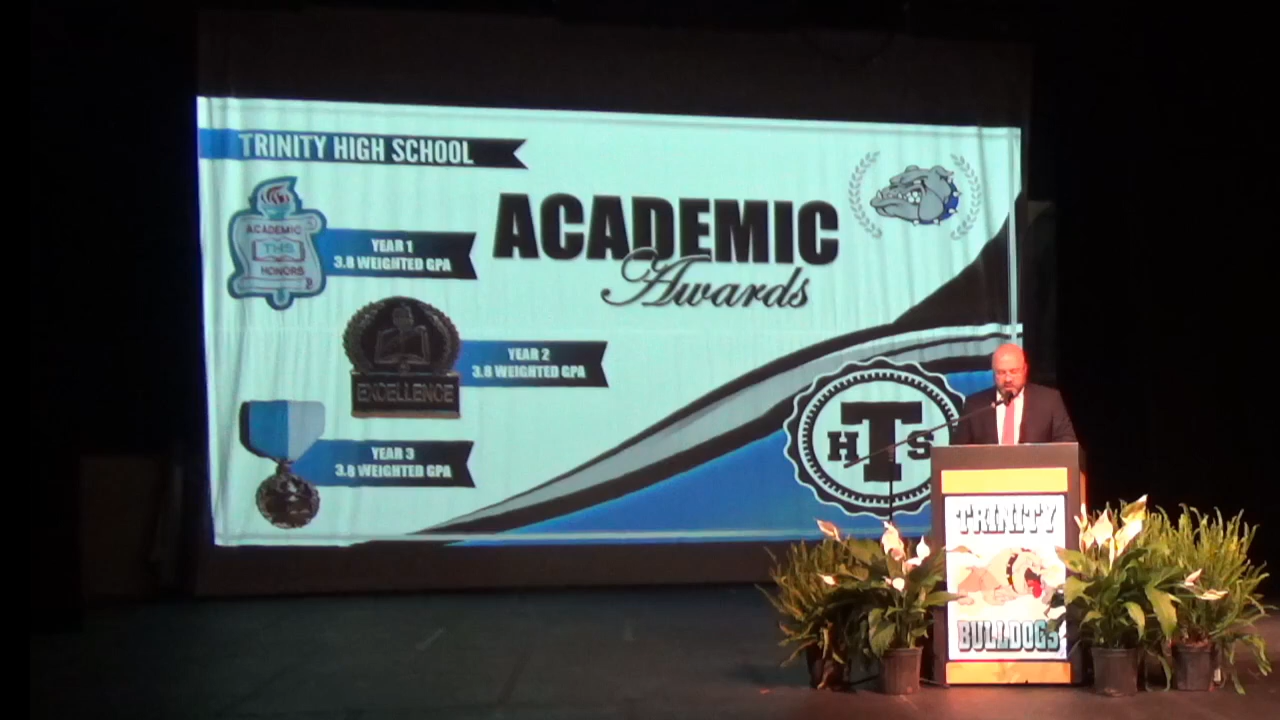 TRINITY HIGH SCHOOL
ACADEMIC
Awards
ACADEMIC
THS
HONORS
YEAR 1
3.8 WEIGHTED GPA
EXCELLENCE
YEAR 2
3.8 WEIGHTED GPA
YEAR 3
3.8 WEIGHTED GPA
H T S
TRINITY
BULLDOGS